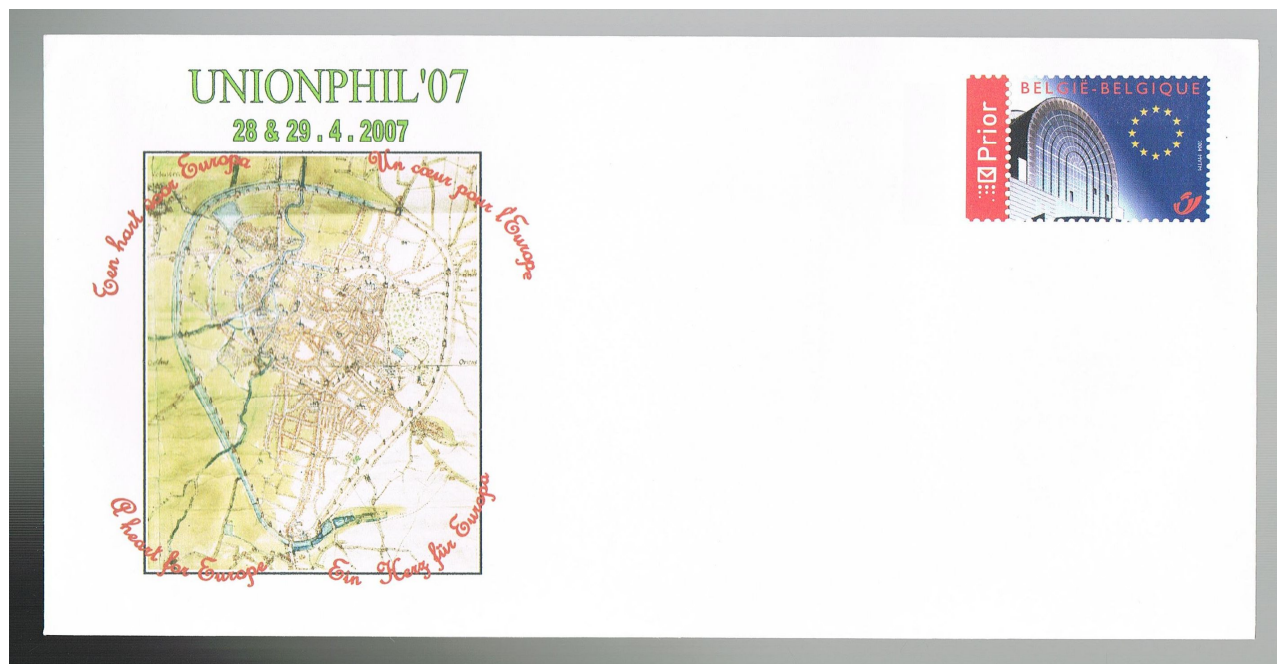 UNIONPHIL'07
28 & 29 . 4 . 2007
Een hart voor Europa
Un cœur pour l'Europe
A heart for Europe
Ein Herz für Europa
Prior
BELGIË-BELGIQUE